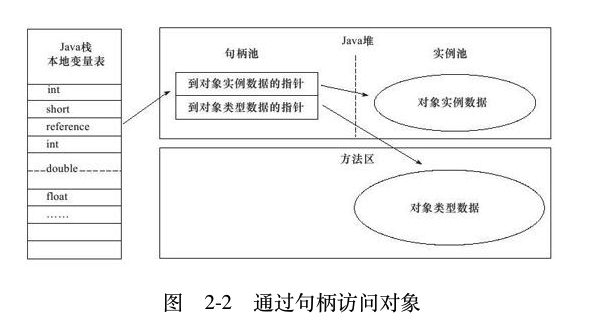 Java栈
本地变量表
int
short
reference
int
double
float
……
Java堆
句柄池
实例池
到对象实例数据的指针
到对象类型数据的指针
对象实例数据
方法区
对象类型数据
图 2-2 通过句柄访问对象